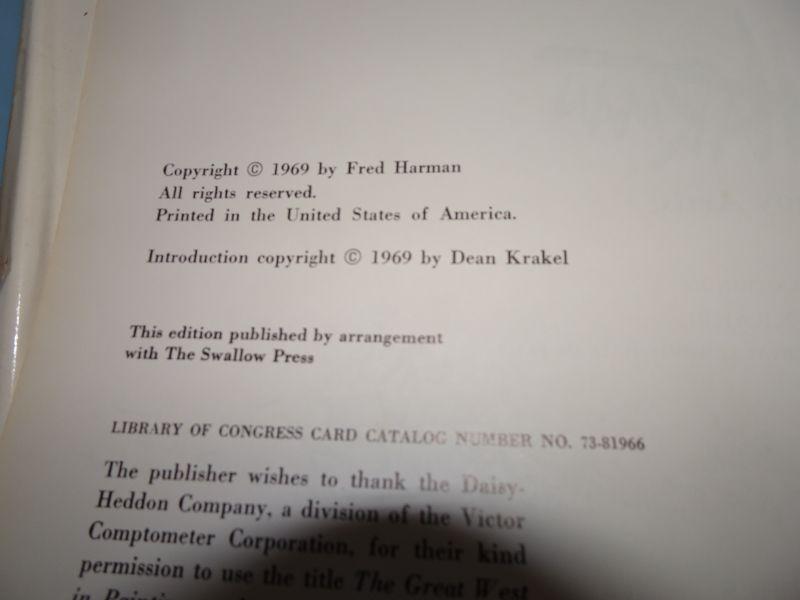 Copyright © 1969 by Fred Harman
All rights reserved.
Printed in the United States of America.
Introduction copyright © 1969 by Dean Krakel
This edition published by arrangement
with The Swallow Press
LIBRARY OF CONGRESS CARD CATALOG NUMBER NO. 73-81966
The publisher wishes to thank the Daisy-
Heddon Company, a division of the Victor
Comptometer Corporation, for their kind
permission to use the title The Great West
in